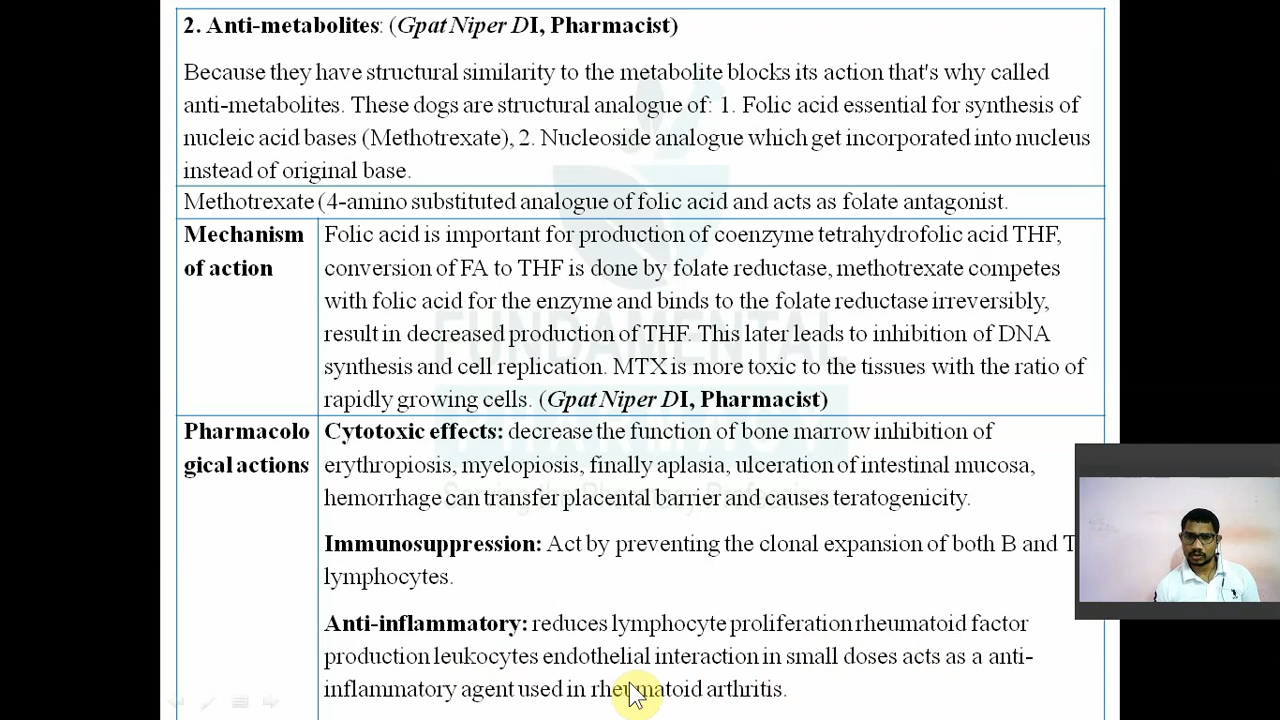 2. Anti-metabolites: (Gpat Niper DI, Pharmacist)
Because they have structural similarity to the metabolite blocks its action that's why called
anti-metabolites. These dogs are structural analogue of: 1. Folic acid essential for synthesis of
nucleic acid bases (Methotrexate), 2. Nucleoside analogue which get incorporated into nucleus
instead of original base.
Methotrexate (4-amino substituted analogue of folic acid and acts as folate antagonist.
Mechanism
of action
Folic acid is important for production of coenzyme tetrahydrofolic acid THF,
conversion of FA to THF is done by folate reductase, methotrexate competes
with folic acid for the enzyme and binds to the folate reductase irreversibly,
result in decreased production of THF. This later leads to inhibition of DNA
synthesis and cell replication. MTX is more toxic to the tissues with the ratio of
rapidly growing cells. (Gpat Niper DI, Pharmacist)
Pharmacolo
gical actions
Cytotoxic effects: decrease the function of bone marrow inhibition of
erythropiosis, myelopiosis, finally aplasia, ulceration of intestinal mucosa,
hemorrhage can transfer placental barrier and causes teratogenicity.
Immunosuppression: Act by preventing the clonal expansion of both B and T
lymphocytes.
Anti-inflammatory: reduces lymphocyte proliferation rheumatoid factor
production leukocytes endothelial interaction in small doses acts as a anti-
inflammatory agent used in rheumatoid arthritis.
FUNDAMENTAL